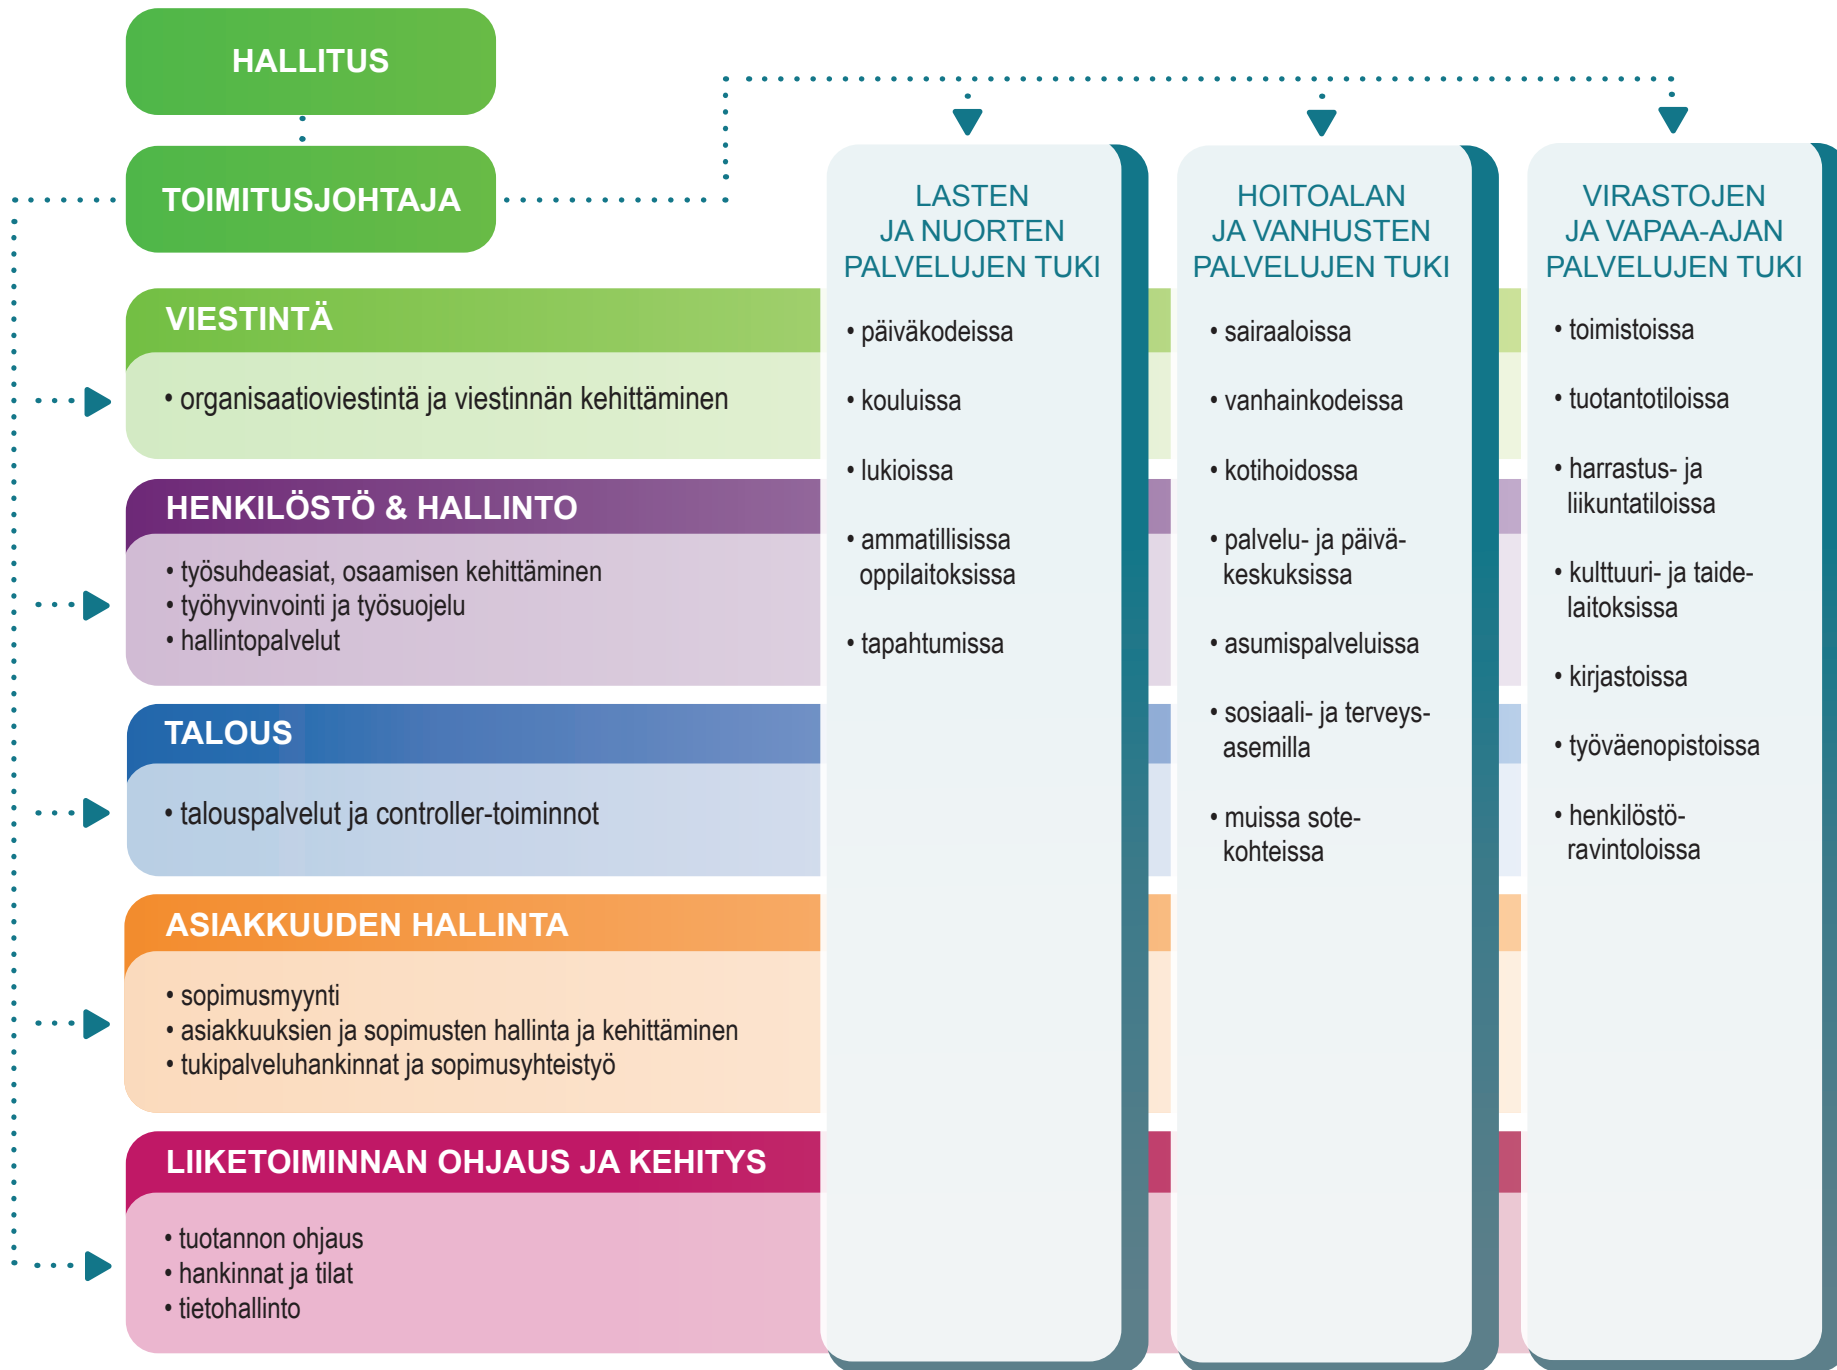 HALLITUS
TOIMITUSJOHTAJA
VIESTINTÄ
• organisaatioviestintä ja viestinnän kehittäminen
HENKILÖSTÖ & HALLINTO
• työsuhdeasiat, osaamisen kehittäminen
• työhyvinvointi ja työsuojelu
• hallintopalvelut
TALOUS
• talouspalvelut ja controller-toiminnot
ASIAKKUUDEN HALLINTA
• sopimusmyynti
• asiakkuuksien ja sopimusten hallinta ja kehittäminen
• tukipalveluhankinnat ja sopimusyhteistyö
LIIKETOIMINNAN OHJAUS JA KEHITYS
• tuotannon ohjaus
• hankinnat ja tilat
• tietohallinto
LASTEN
JA NUORTEN
PALVELUJEN TUKI
• päiväkodeissa
• kouluissa
• lukioissa
• ammatillisissa
oppilaitoksissa
• tapahtumissa
HOITOALAN
JA VANHUSTEN
PALVELUJEN TUKI
• sairaaloissa
• vanhainkodeissa
• kotihoidossa
• palvelu- ja päivä-
keskuksissa
• asumispalveluissa
• sosiaali- ja terveys-
asemilla
• muissa sote-
kohteissa
VIRASTOJEN
JA VAPAA-AJAN
PALVELUJEN TUKI
• toimistoissa
• tuotantotiloissa
• harrastus- ja
liikuntatiloissa
• kulttuuri- ja taide-
laitoksissa
• kirjastoissa
• työväenopistoissa
• henkilöstö-
ravintoloissa